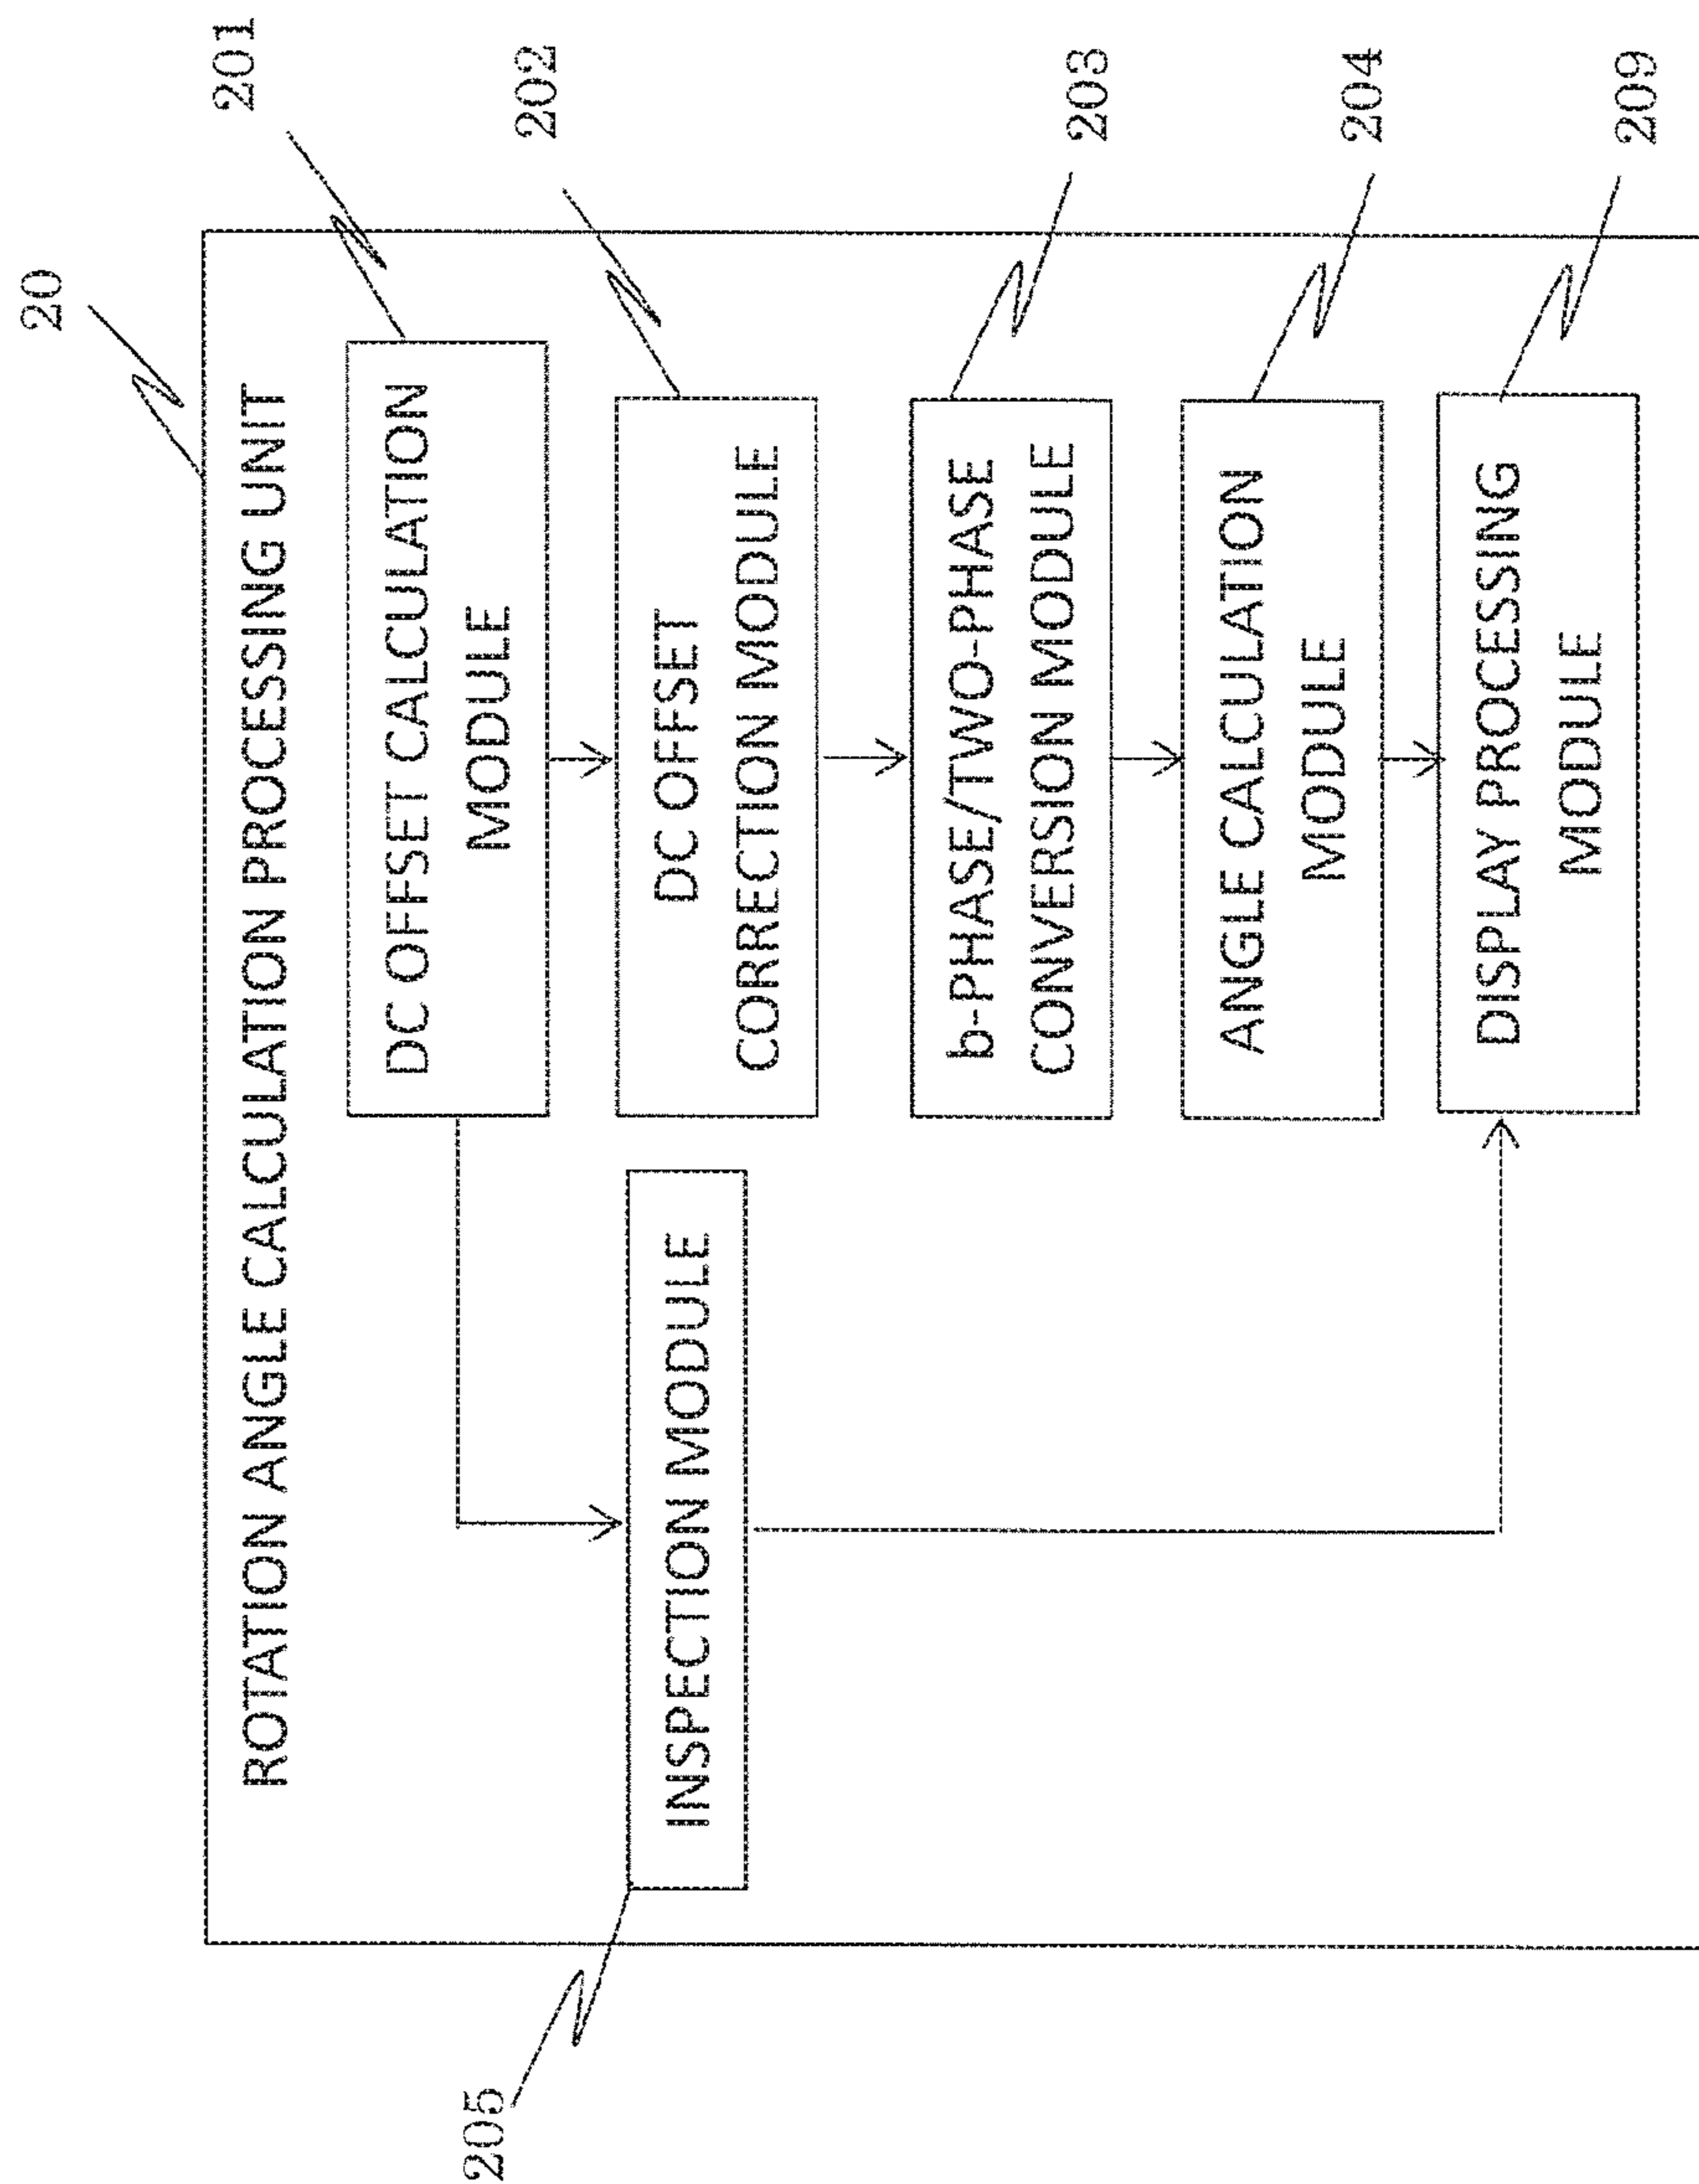 20
ROTATION ANGLE CALCULATION PROCESSING UNIT
201
DC OFFSET CALCULATION
MODULE
202
DC OFFSET
CORRECTION MODULE
205
INSPECTION MODULE
203
b-PHASE/TWO-PHASE
CONVERSION MODULE
204
ANGLE CALCULATION
MODULE
209
DISPLAY PROCESSING
MODULE